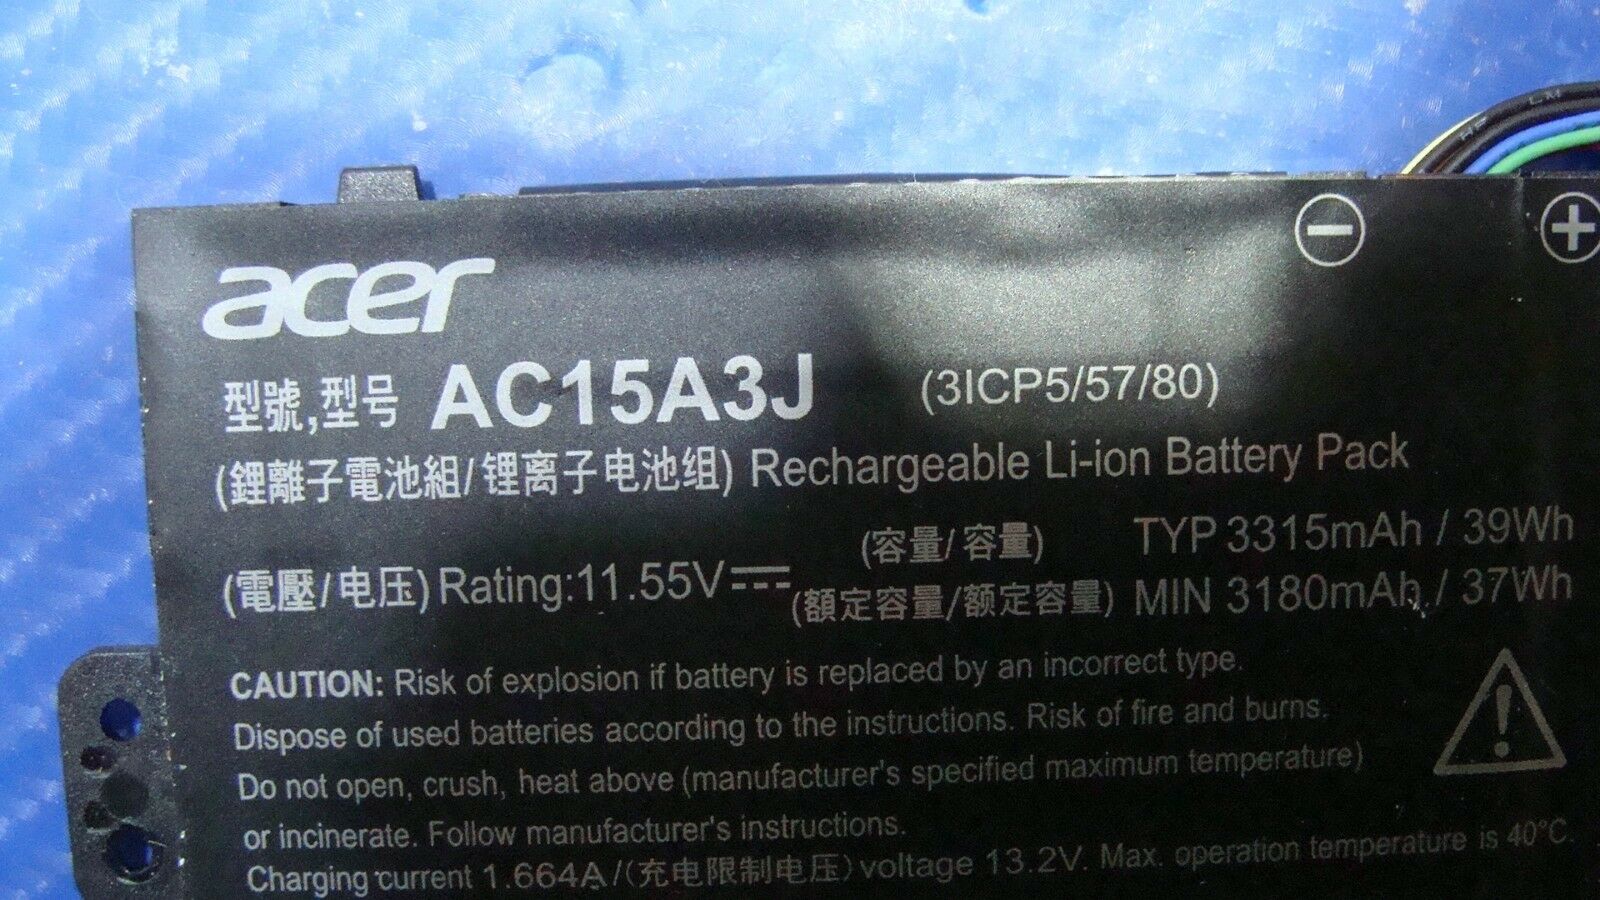 LM
HF
acer
型號,型号 AC15A3J (3ICP5/57/80)
(鋰離子電池組/锂离子电池组) Rechargeable Li-ion Battery Pack
(電壓/电压) Rating:11.55V⎓ (容量/容量) TYP 3315mAh / 39Wh
(額定容量/额定容量) MIN 3180mAh / 37Wh
CAUTION: Risk of explosion if battery is replaced by an incorrect type.
Dispose of used batteries according to the instructions. Risk of fire and burns.
Do not open, crush, heat above (manufacturer's specified maximum temperature)
or incinerate. Follow manufacturer's instructions.
Charging current 1.664A/(充电限制电压) voltage 13.2V. Max. operation temperature is 40°C.